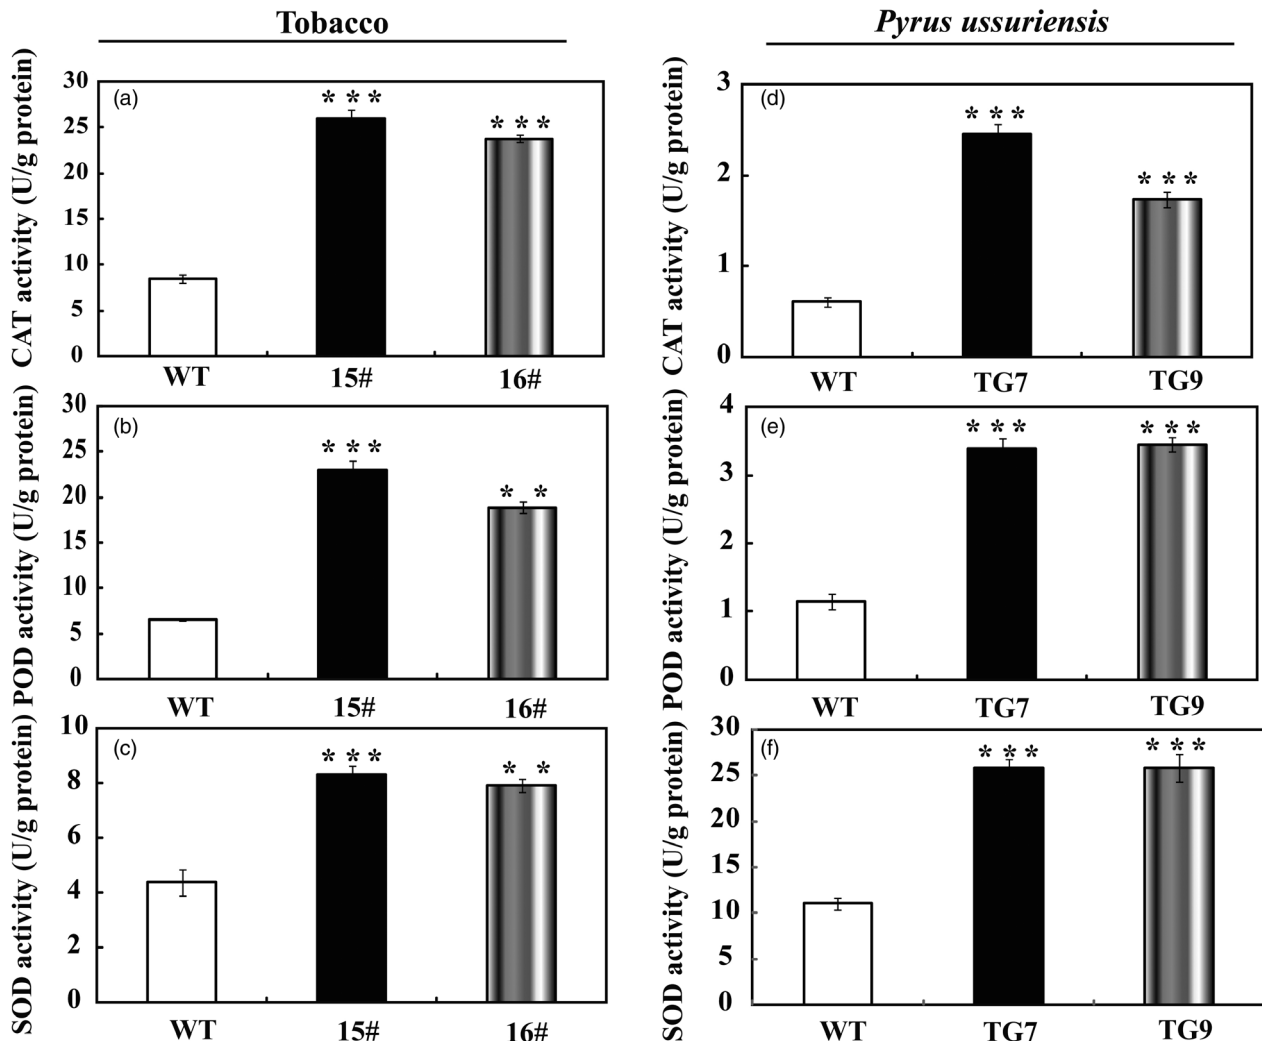 Tobacco
Pyrus ussuriensis
CAT activity (U/g protein)
30
25
20
15
10
5
0
(a)
* * *
* * *
WT
15#
16#
CAT activity (U/g protein)
3
2
1
0
(d)
* * *
* * *
WT
TG7
TG9
POD activity (U/g protein)
30
25
20
15
10
5
0
(b)
* * *
* *
WT
15#
16#
POD activity (U/g protein)
4
3
2
1
0
(e)
* * *
* * *
WT
TG7
TG9
SOD activity (U/g protein)
10
8
6
4
2
0
(c)
* * *
* *
WT
15#
16#
SOD activity (U/g protein)
30
25
20
15
10
5
0
(f)
* * *
* * *
WT
TG7
TG9